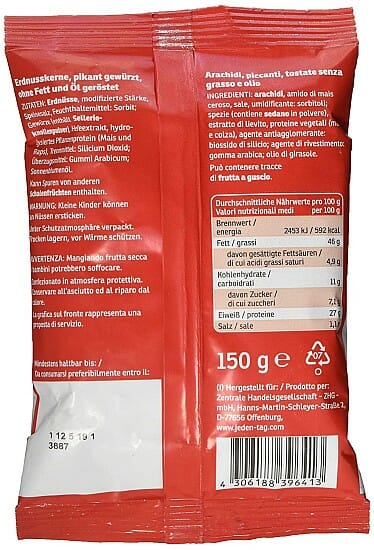 Erdnusskerne, pikant gewürzt,
ohne Fett und Öl geröstet
ZUTATEN: Erdnüsse, modifizierte Stärke,
Speisesalz, Feuchthaltemittel: Sorbit;
Gewürze (enthält Sellerie-
), Hefeextrakt, hydro-
lysiertes Pflanzenprotein (Mais und
Raps), Trennmittel: Silicium Dioxid;
Überzugsmittel: Gummi Arabicum;
Sonnenblumenöl.
Kann Spuren von anderen
Schalenfrüchten enthalten.
WARNUNG: Kleine Kinder können
an Nüssen ersticken.
Unter Schutzatmosphäre verpackt.
Trocken lagern, vor Wärme schützen.
AVVERTENZA: Mangiando frutta secca
i bambini potrebbero soffocare.
Confezionato in atmosfera protettiva.
Conservare all'asciutto ed al riparo dal
calore.
La grafica sul fronte rappresenta una
proposta di servizio.
Mindestens haltbar bis: /
Da consumarsi preferibilmente entro il:
1 12 5 19 1
3887
Arachidi, piccanti, tostate senza
grasso e olio
INGREDIENTI: arachidi, amido di mais
ceroso, sale, umidificante: sorbitoli;
spezie (contiene sedano in polvere),
estratto di lievito, proteine vegetali (mais
e colza), agente antiagglomerante:
biossido di silicio; agente di rivestimento:
gomma arabica; olio di girasole.
Può contenere tracce
di frutta a guscio.
Durchschnittliche Nährwerte pro 100 g
Valori nutrizionali medi per 100 g:
Brennwert /
energia 2453 kJ / 592 kcal
Fett / grassi 46 g
davon gesättigte Fettsäuren /
di cui acidi grassi saturi 4,9 g
Kohlenhydrate /
carboidrati 11 g
davon Zucker /
di cui zuccheri 7,1 g
Eiweiß / proteine 27 g
Salz / sale 1,1
150 g e
07
(I) Hergestellt für: / Prodotto per:
Zentrale Handelsgesellschaft - ZHG -
mbH, Hanns-Martin-Schleyer-Straße 2,
D-77656 Offenburg,
www.jeden-tag.com
4 306188 396413